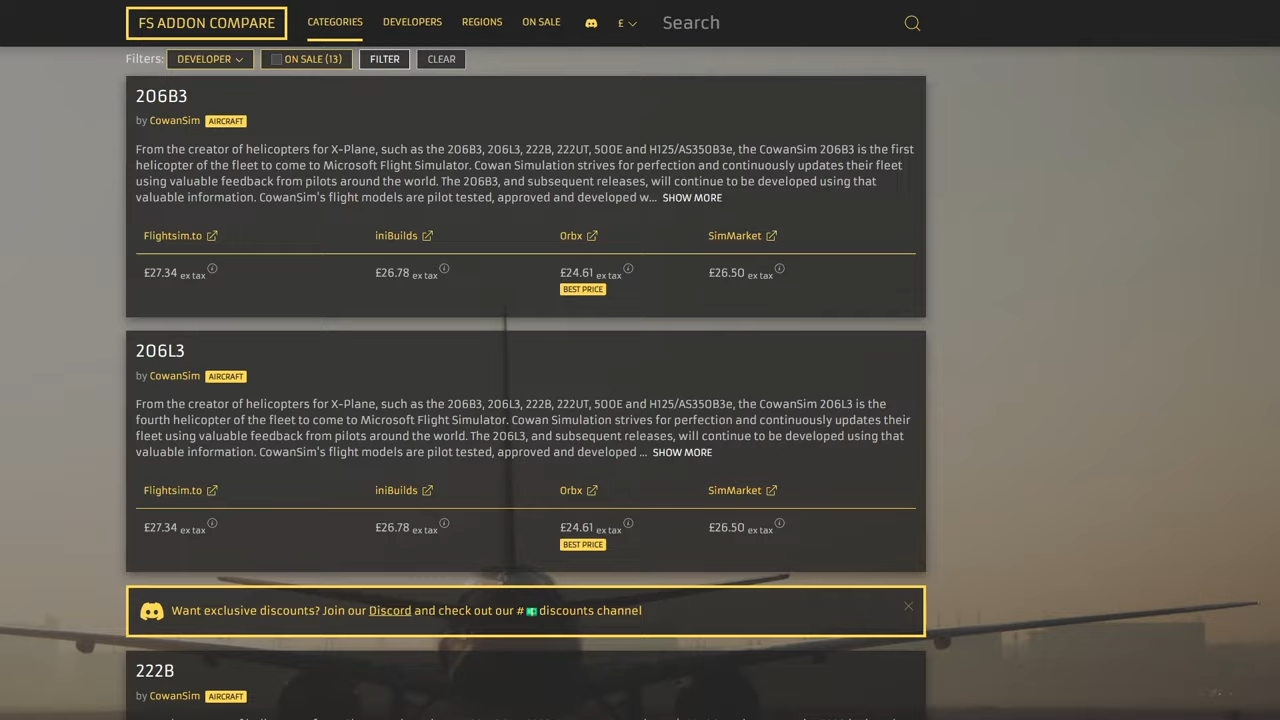 FS ADDON COMPARE CATEGORIES DEVELOPERS REGIONS ON SALE £ Search
Filters: DEVELOPER ON SALE (13) FILTER CLEAR
206B3
by CowanSim AIRCRAFT
From the creator of helicopters for X-Plane, such as the 206B3, 206L3, 222B, 222UT, 500E and H125/AS350B3e, the CowanSim 206B3 is the first
helicopter of the fleet to come to Microsoft Flight Simulator. Cowan Simulation strives for perfection and continuously updates their fleet
using valuable feedback from pilots around the world. The 206B3, and subsequent releases, will continue to be developed using that
valuable information. CowanSim's flight models are pilot tested, approved and developed w... SHOW MORE
Flightsim.to iniBuilds Orbx SimMarket
£27.34 ex tax £26.78 ex tax £24.61 ex tax £26.50 ex tax
BEST PRICE
206L3
by CowanSim AIRCRAFT
From the creator of helicopters for X-Plane, such as the 206B3, 206L3, 222B, 222UT, 500E and H125/AS350B3e, the CowanSim 206L3 is the
fourth helicopter of the fleet to come to Microsoft Flight Simulator. Cowan Simulation strives for perfection and continuously updates their
fleet using valuable feedback from pilots around the world. The 206L3, and subsequent releases, will continue to be developed using that
valuable information. CowanSim's flight models are pilot tested, approved and developed ... SHOW MORE
Flightsim.to iniBuilds Orbx SimMarket
£27.34 ex tax £26.78 ex tax £24.61 ex tax £26.50 ex tax
BEST PRICE
Want exclusive discounts? Join our Discord and check out our #💵discounts channel
222B
by CowanSim AIRCRAFT